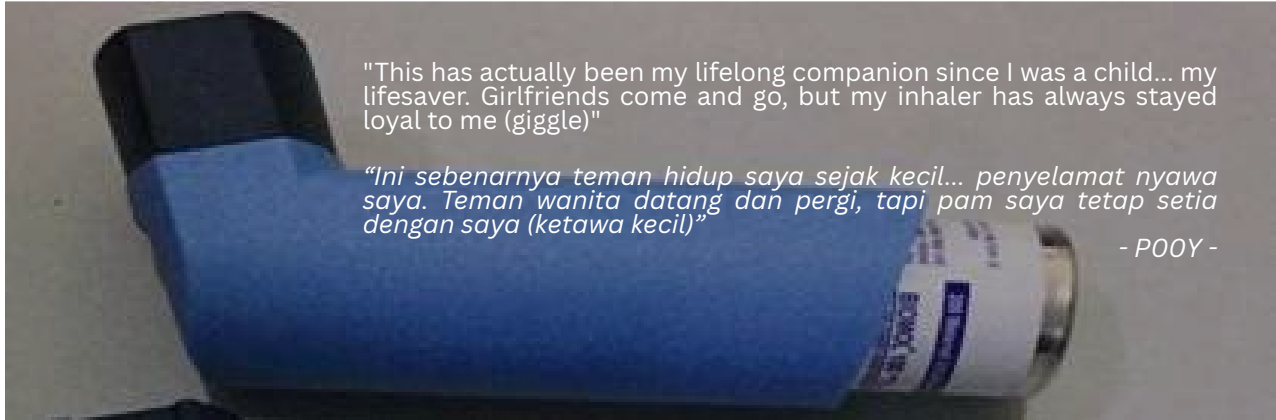 "This has actually been my lifelong companion since I was a child... my
lifesaver. Girlfriends come and go, but my inhaler has always stayed
loyal to me (giggle)"
“Ini sebenarnya teman hidup saya sejak kecil... penyelamat nyawa
saya. Teman wanita datang dan pergi, tapi pam saya tetap setia
dengan saya (ketawa kecil)”
- P00Y -